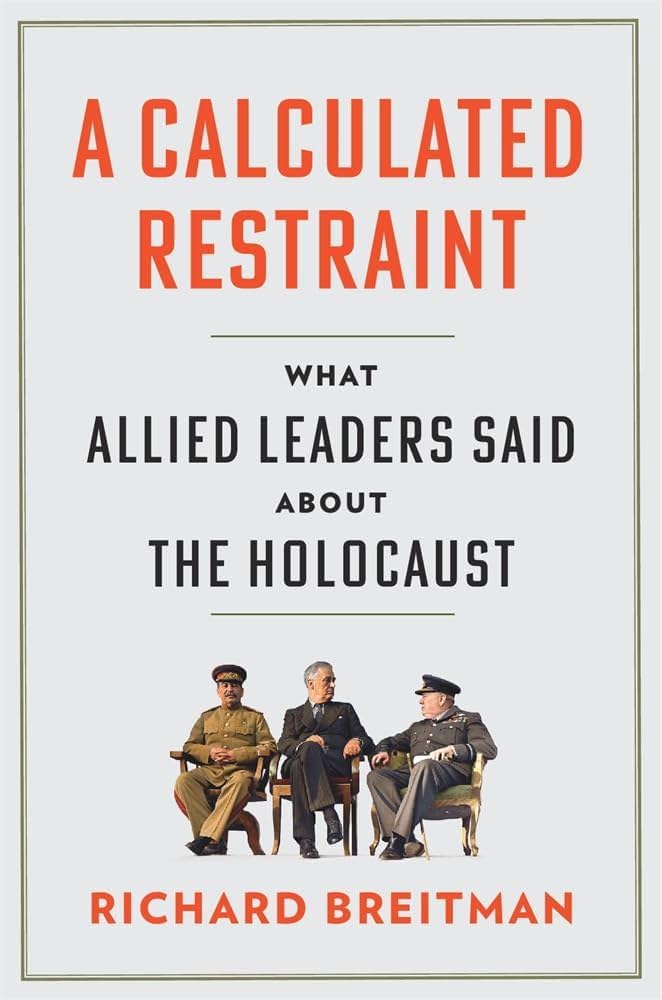 A CALCULATED
RESTRAINT
WHAT
ALLIED LEADERS SAID
ABOUT
THE HOLOCAUST
RICHARD BREITMAN